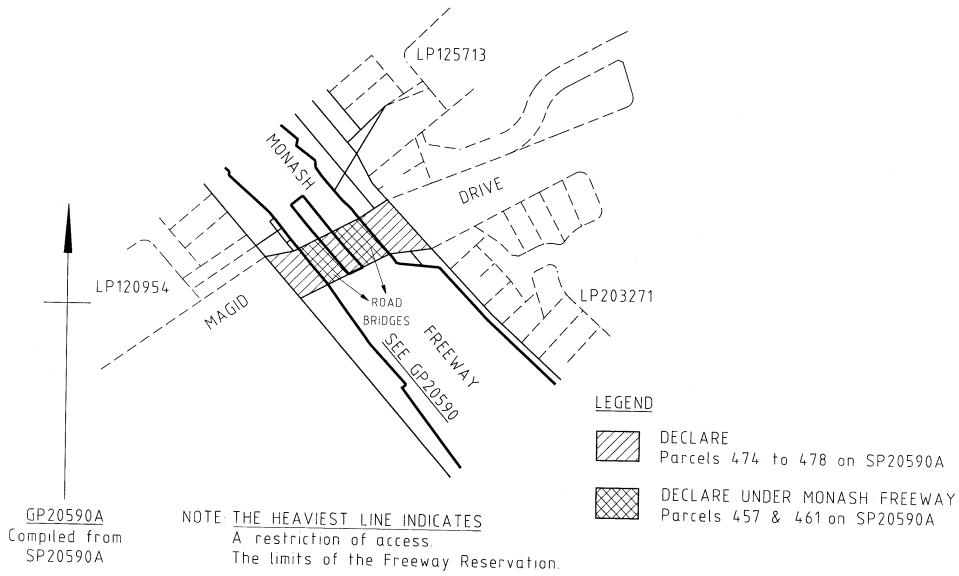 LP125713
MONASH
DRIVE
LP120954
MAGID
ROAD
BRIDGES
LP203271
FREEWAY
SEE GP20590
LEGEND
DECLARE
Parcels 474 to 478 on SP20590A
DECLARE UNDER MONASH FREEWAY
Parcels 457 & 461 on SP20590A
GP20590A
Compiled from
SP20590A
NOTE: THE HEAVIEST LINE INDICATES
A restriction of access.
The limits of the Freeway Reservation.